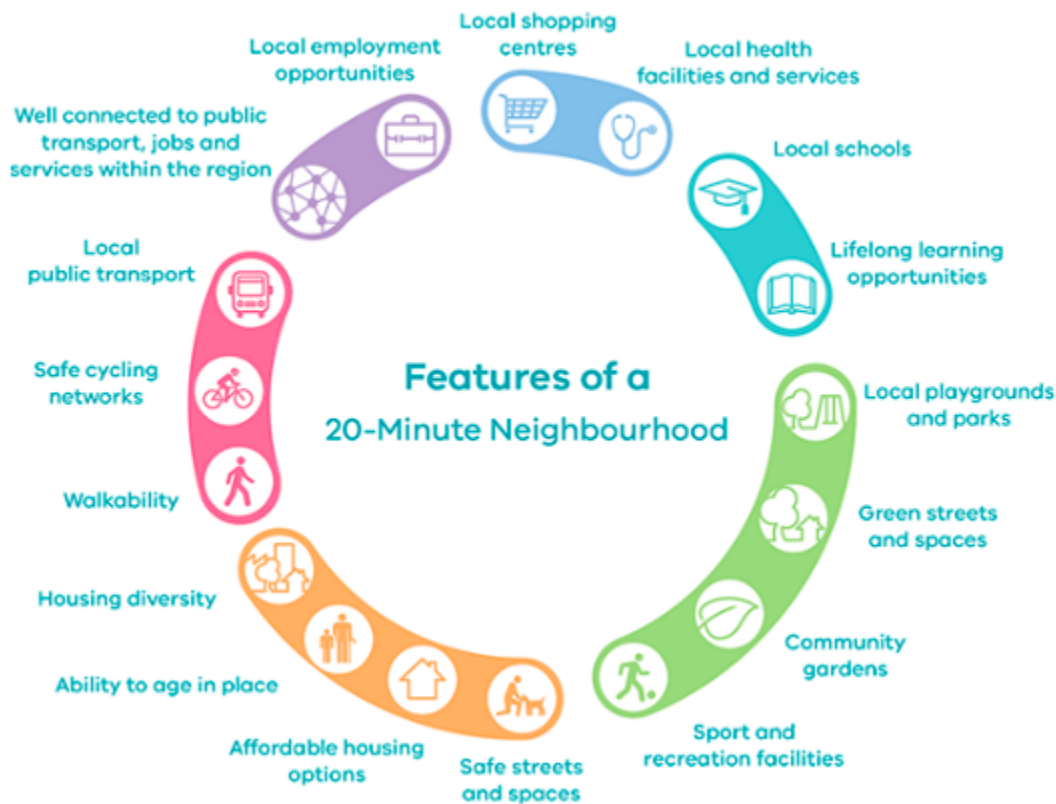 Features of a
20-Minute Neighbourhood
Local shopping
centres
Local health
facilities and services
Local schools
Lifelong learning
opportunities
Local playgrounds
and parks
Green streets
and spaces
Community
gardens
Sport and
recreation facilities
Safe streets
and spaces
Affordable housing
options
Ability to age in place
Housing diversity
Walkability
Safe cycling
networks
Local
public transport
Well connected to public
transport, jobs and
services within the region
Local employment
opportunities